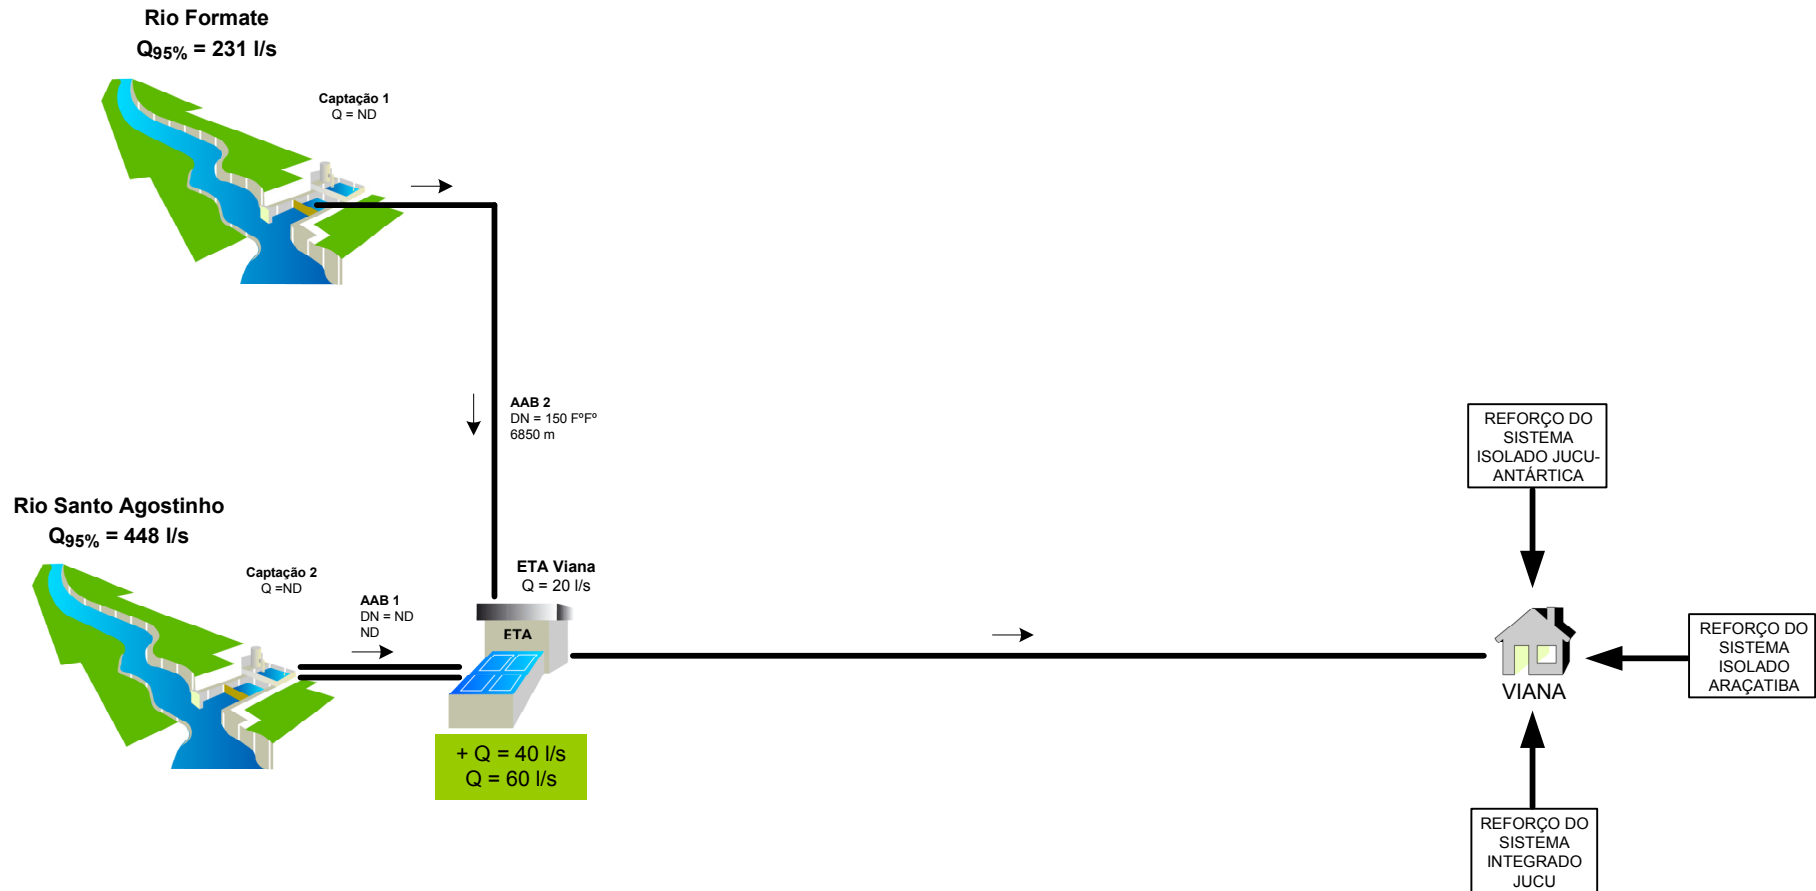 Rio Formate
Q95% = 231 l/s
Captação 1
Q = ND
AAB 2
DN = 150 FºFº
6850 m
Rio Santo Agostinho
Q95% = 448 l/s
Captação 2
Q =ND
AAB 1
DN = ND
ND
ETA Viana
Q = 20 l/s
ETA
+ Q = 40 l/s
Q = 60 l/s
REFORÇO DO
SISTEMA
ISOLADO JUCU-
ANTÁRTICA
VIANA
REFORÇO DO
SISTEMA
ISOLADO
ARAÇATIBA
REFORÇO DO
SISTEMA
INTEGRADO
JUCU